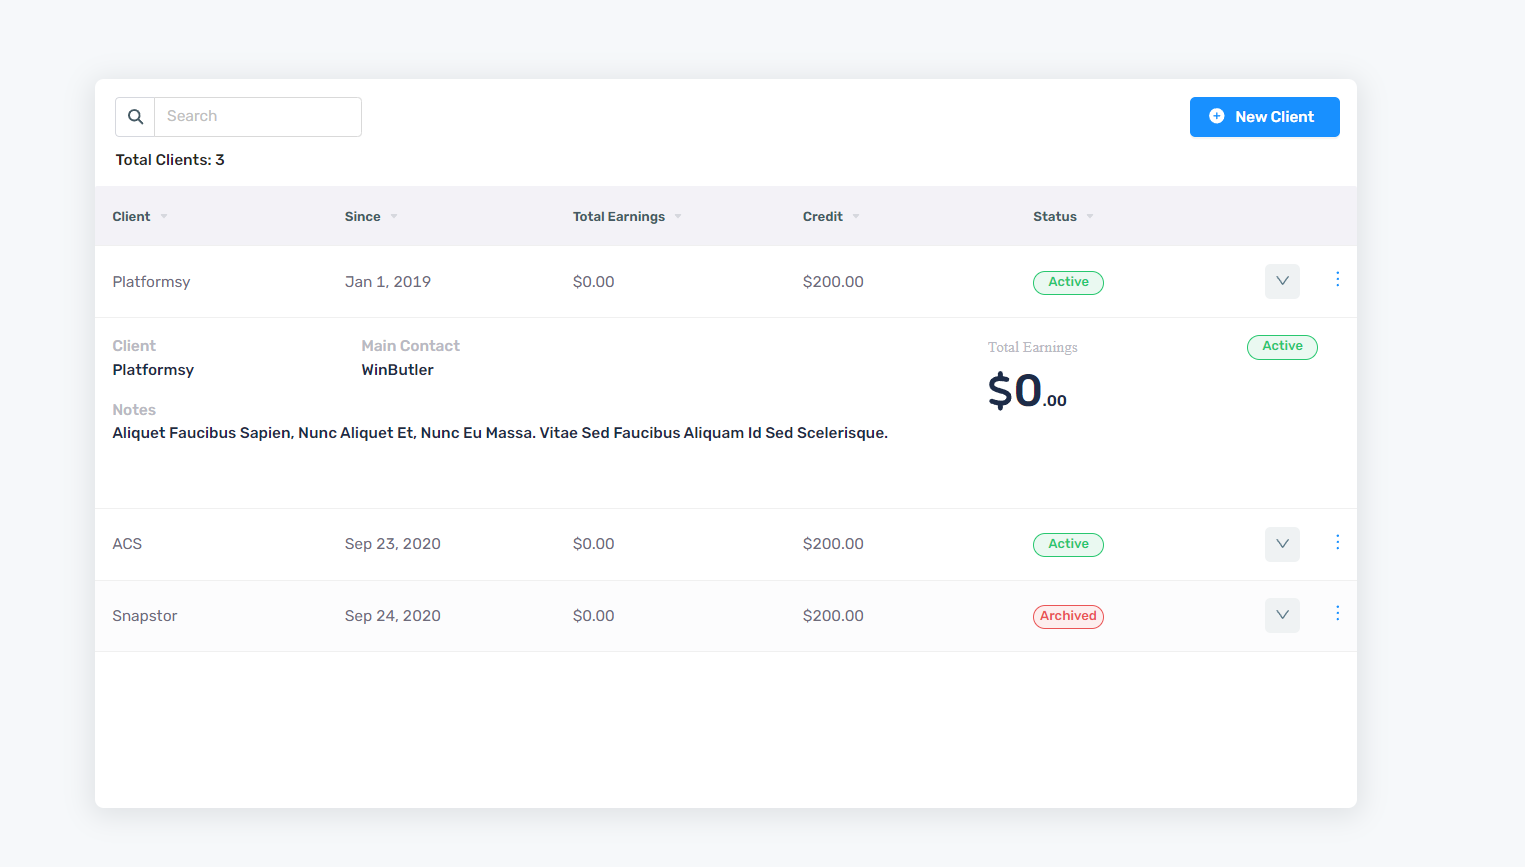 Search
New Client
Total Clients: 3
Client Since Total Earnings Credit Status
Platformsy Jan 1, 2019 $0.00 $200.00 Active
Client Main Contact Total Earnings Active
Platformsy WinButler
$0.00
Notes
Aliquet Faucibus Sapien, Nunc Aliquet Et, Nunc Eu Massa. Vitae Sed Faucibus Aliquam Id Sed Scelerisque.
ACS Sep 23, 2020 $0.00 $200.00 Active
Snapstor Sep 24, 2020 $0.00 $200.00 Archived